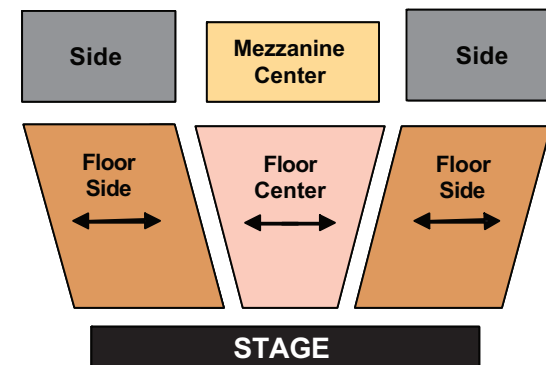 Side
Mezzanine
Center
Side
Floor
Side
Floor
Center
Floor
Side
STAGE